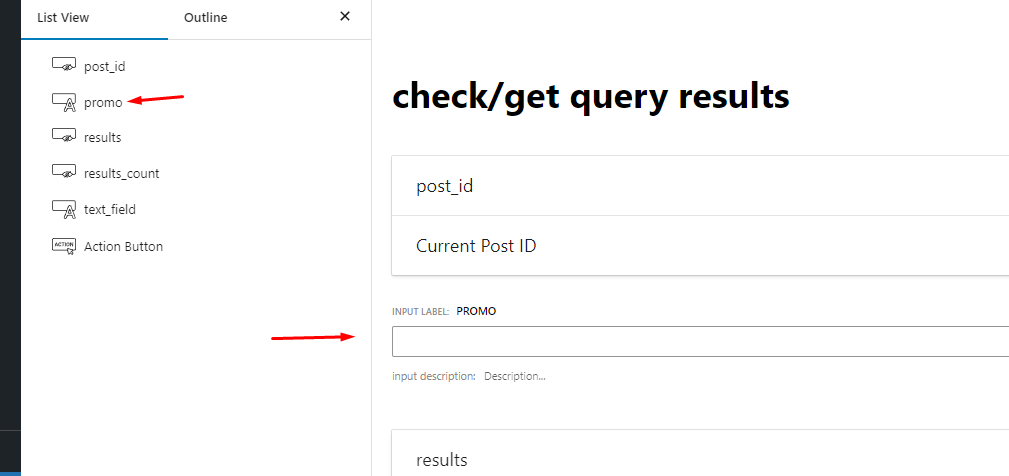 List View
Outline
post_id
promo
results
results_count
text_field
ACTION
Action Button
check/get query results
post_id
Current Post ID
INPUT LABEL: PROMO
input description: Description...
results